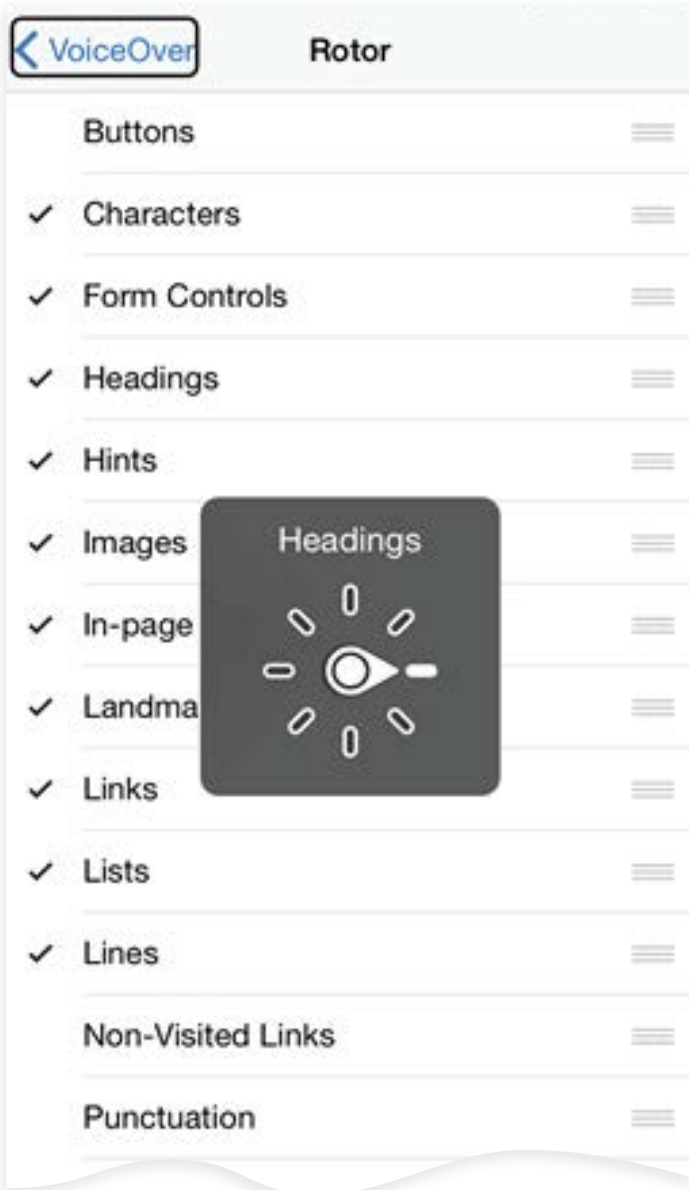 VoiceOver
Rotor
Buttons
Characters
Form Controls
Headings
Hints
Images
Headings
In-page
Landma
Links
Lists
Lines
Non-Visited Links
Punctuation